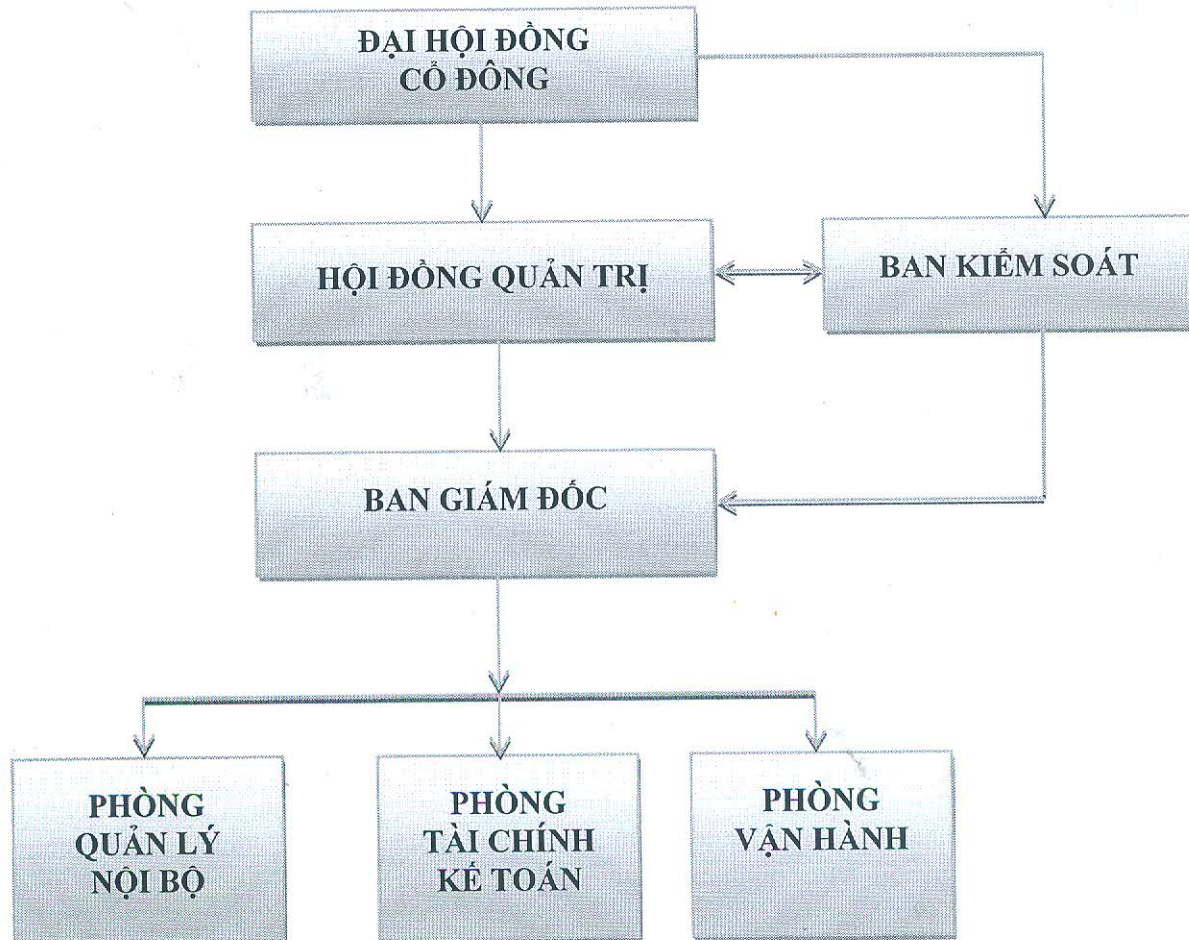 ĐẠI HỘI ĐỒNG
CỔ ĐÔNG
HỘI ĐỒNG QUẢN TRỊ
BAN KIỂM SOÁT
BAN GIÁM ĐỐC
PHÒNG
QUẢN LÝ
NỘI BỘ
PHÒNG
TÀI CHÍNH
KẾ TOÁN
PHÒNG
VẬN HÀNH